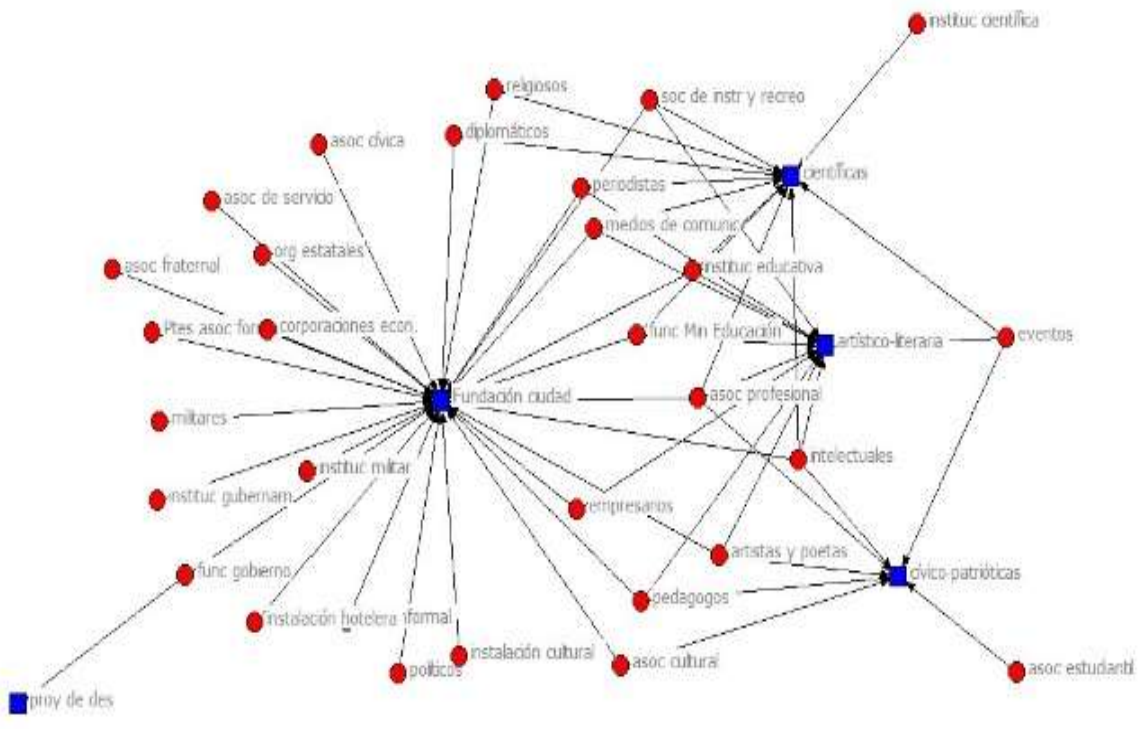 instituc científica
religiosos
soc de instr y recreo
diplomáticos
asoc cívica
científicas
periodistas
asoc de servicio
medios de comunic
org estatales
asoc fraternal
instituc educativa
Ptes asoc for
corporaciones econ.
func Min Educación
artístico-literaria
eventos
Fundación ciudad
asoc profesional
militares
intelectuales
instituc militar
instituc gubernam
empresarios
artistas y poetas
func gobierno
cívico-patrióticas
pedagogos
instalación hotelera
formal
instalación cultural
asoc cultural
políticos
asoc estudiantil
proy de des